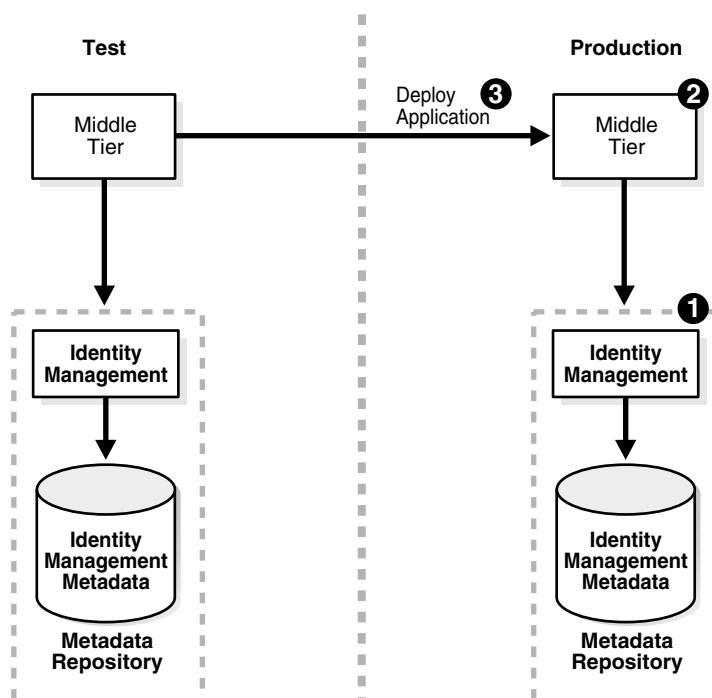 Test
Production
Deploy
Application
3
2
Middle
Tier
Middle
Tier
1
Identity
Management
Identity
Management
Identity
Management
Metadata
Identity
Management
Metadata
Metadata
Repository
Metadata
Repository